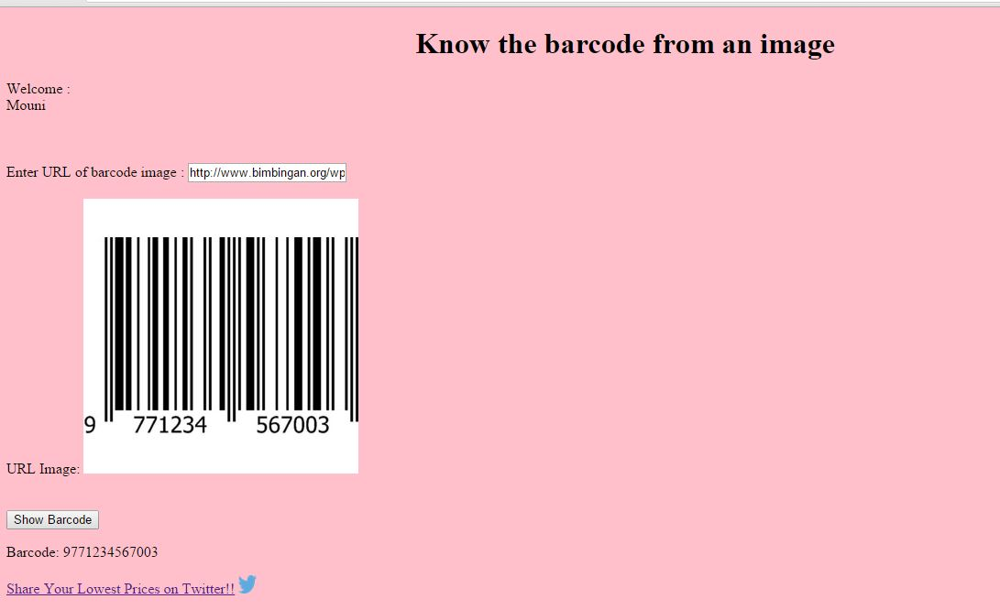 Know the barcode from an image
Welcome :
Mouni
Enter URL of barcode image : http://www.bimbingan.org/wp
9 771234 567003
URL Image:
Show Barcode
Barcode: 9771234567003
Share Your Lowest Prices on Twitter!!